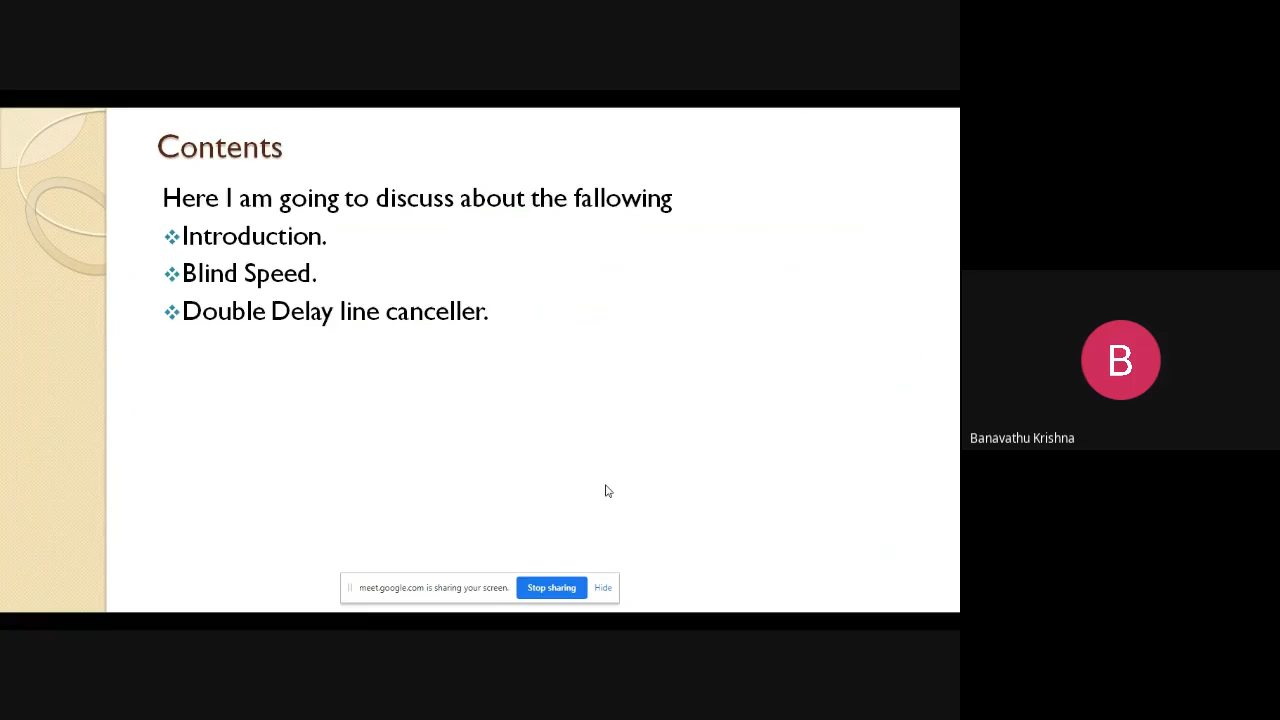 Contents
Here I am going to discuss about the fallowing
Introduction.
Blind Speed.
Double Delay line canceller.
meet.google.com is sharing your screen. Stop sharing Hide
B
Banavathu Krishna